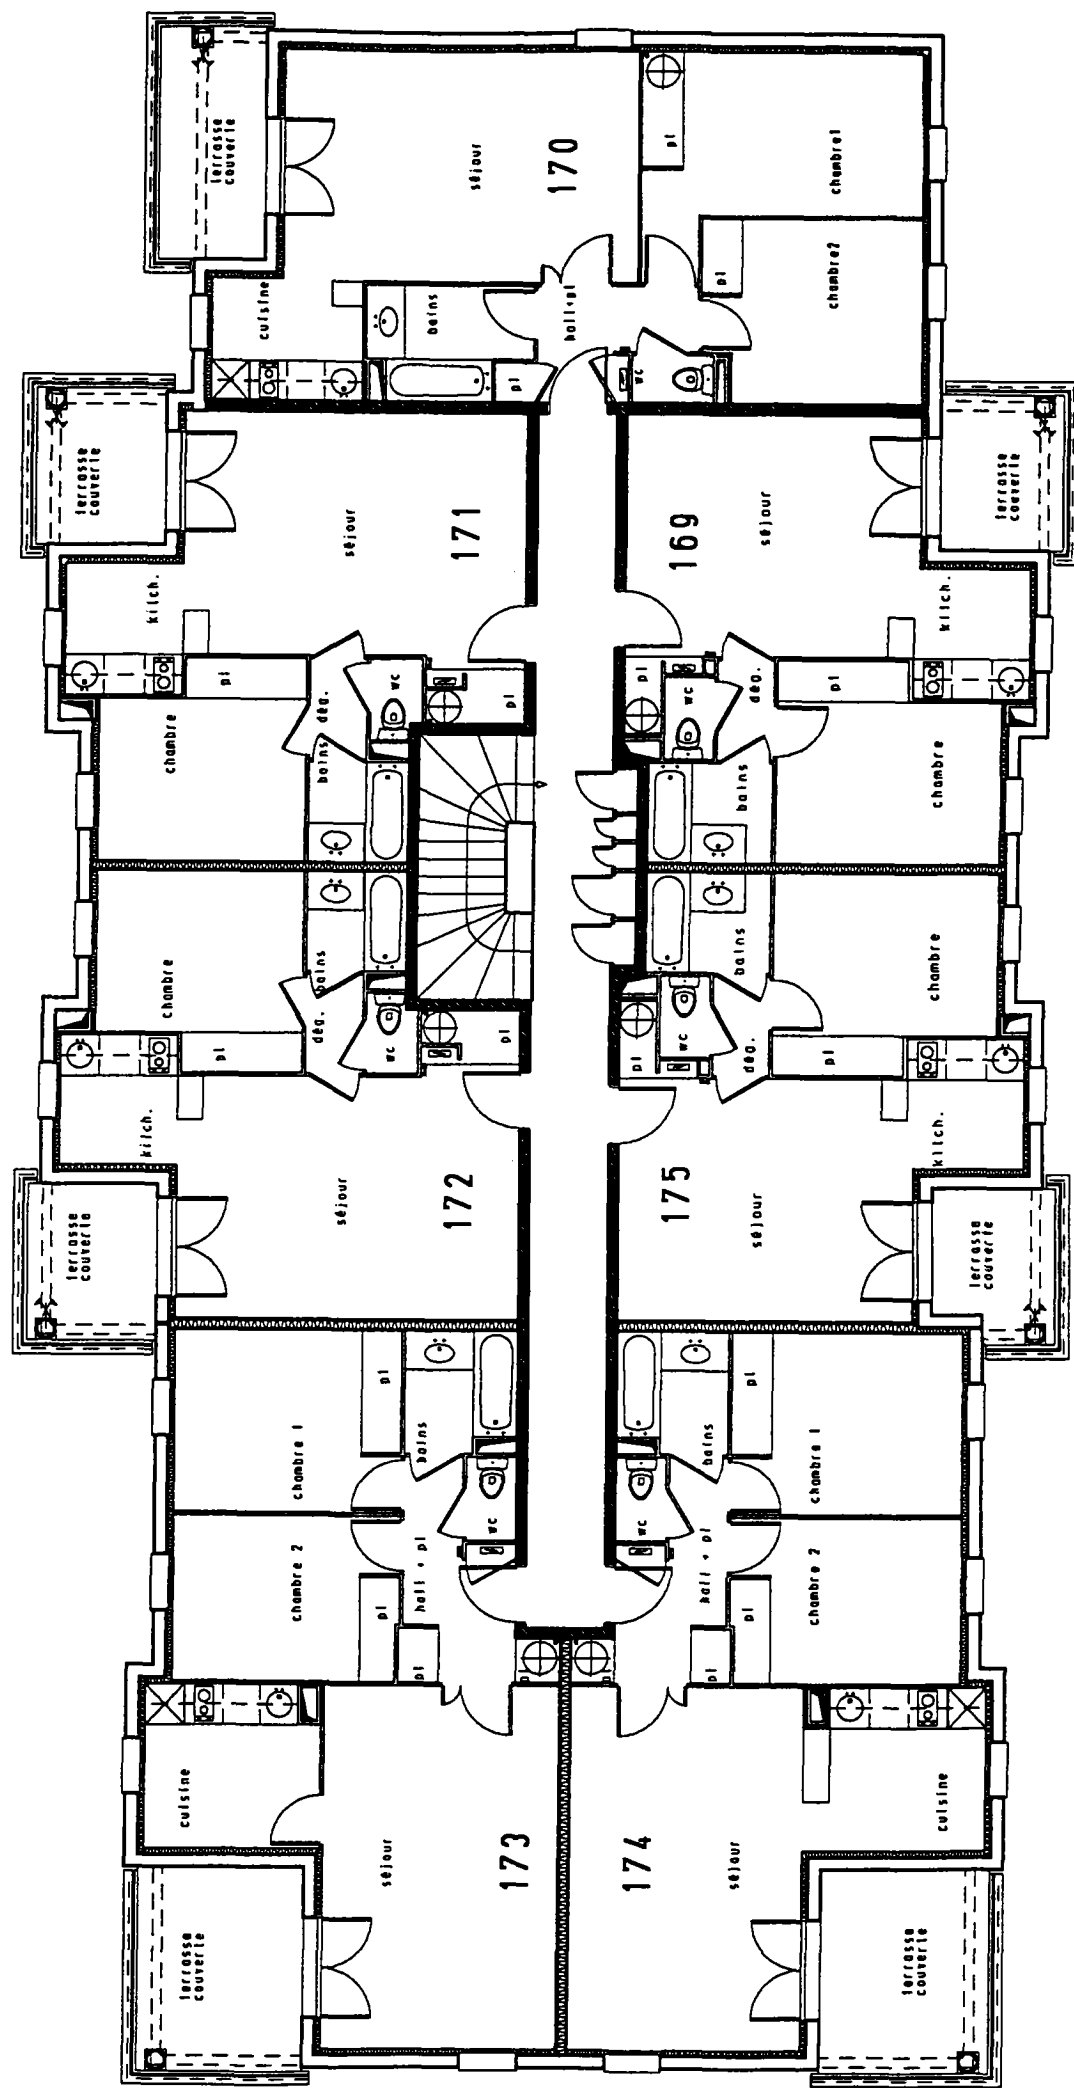 terrasse
couverte
séjour
170
pl
chambre1
cuisine
bains
hall+pl
pl
chambre2
pl
wc
terrasse
couverte
séjour
171
kitch.
pl
dég.
wc
pl
chambre
bains
169
séjour
terrasse
couverte
kitch.
pl
wc
dég.
pl
bains
chambre
chambre
bains
dég.
wc
pl
pl
kitch.
séjour
172
terrasse
couverte
bains
chambre
pl
wc
dég.
pl
kitch.
175
séjour
terrasse
couverte
chambre 1
pl
bains
wc
chambre 2
pl
hall + pl
pl
cuisine
séjour
173
terrasse
couverte
bains
pl
chambre 1
wc
hall + pl
pl
chambre 2
pl
174
séjour
cuisine
terrasse
couverte